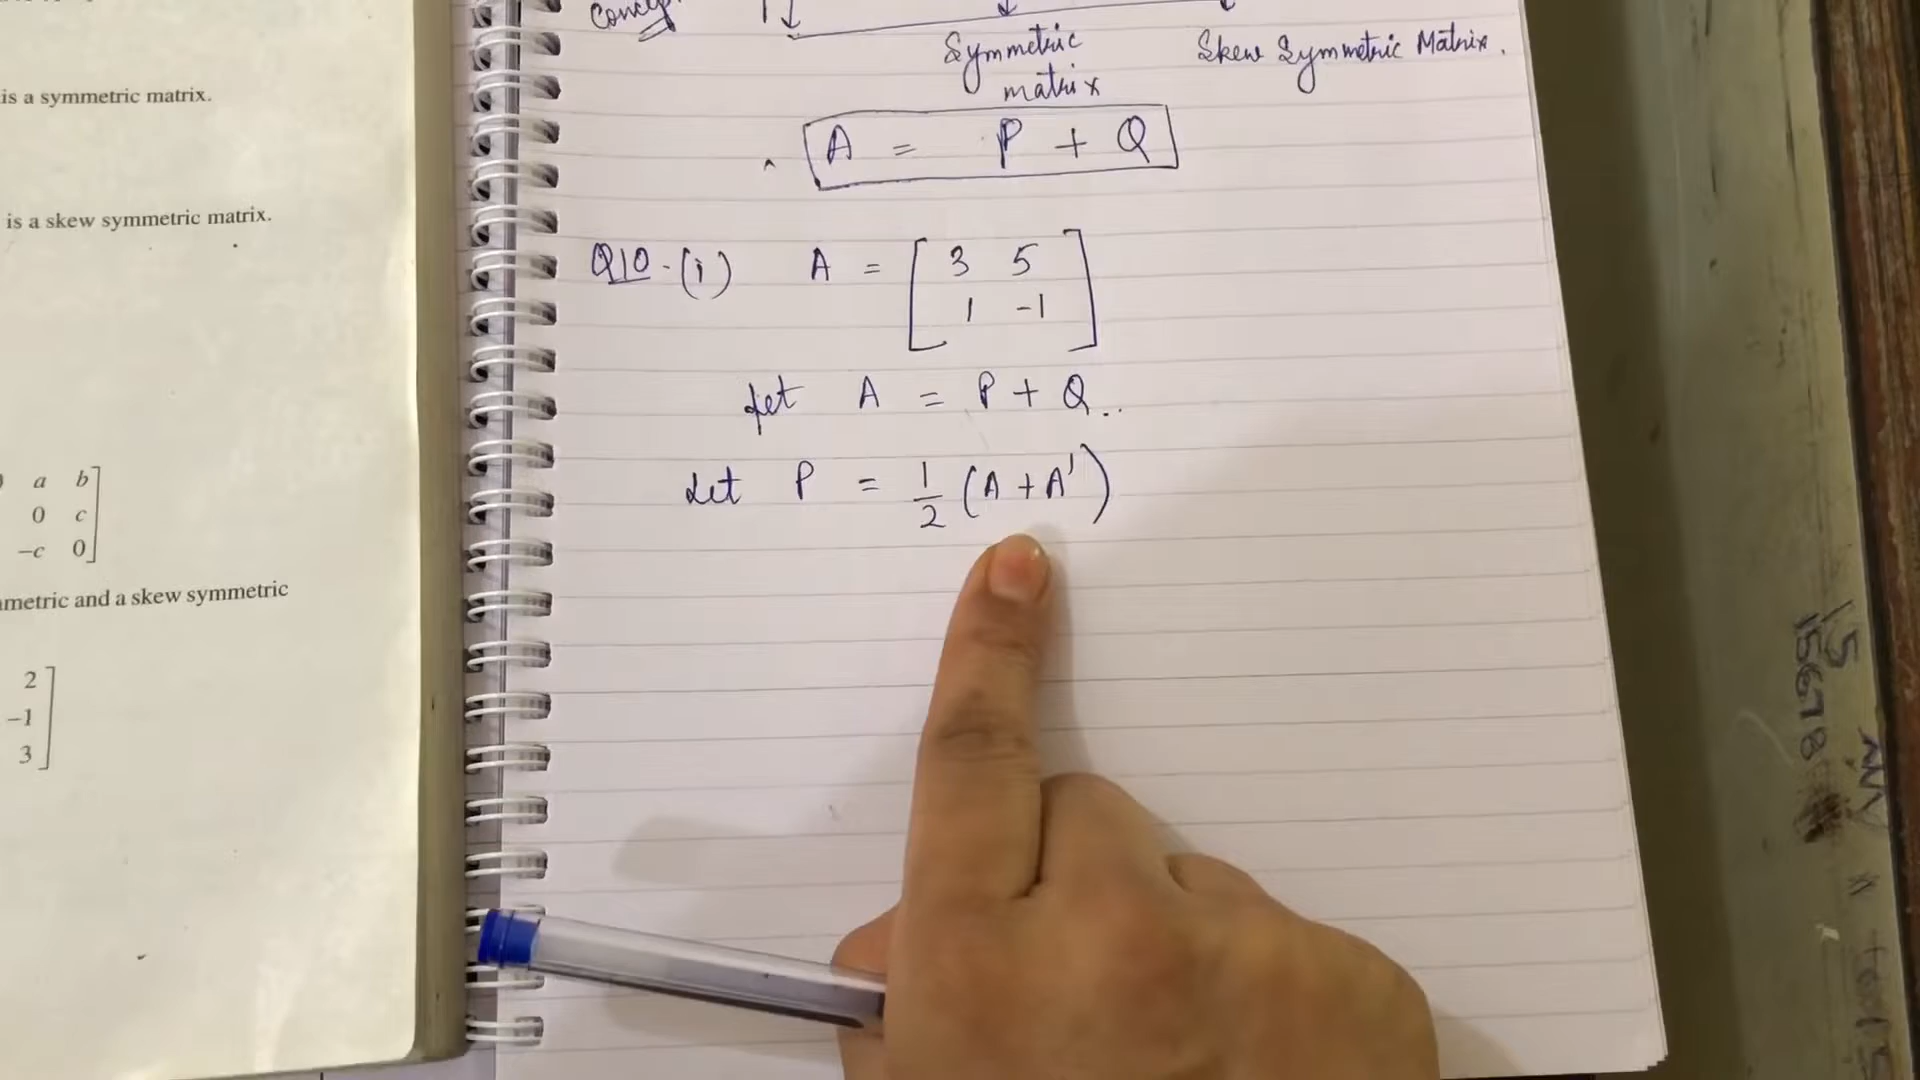 is a symmetric matrix.
is a skew symmetric matrix.
a b
0 c
-c 0
and a skew symmetric
2
-1
3
Symmetric
matrix
Skew Symmetric Matrix.
A = P + Q
Q10.(i) A = [ 3 5
1 -1 ]
Let A = P + Q..
Let P = 1/2 (A + A')
15678